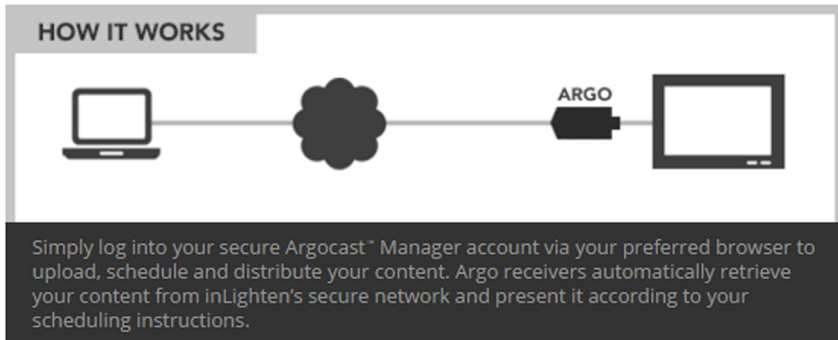 HOW IT WORKS
ARGO
Simply log into your secure Argocast™ Manager account via your preferred browser to
upload, schedule and distribute your content. Argo receivers automatically retrieve
your content from inLighten's secure network and present it according to your
scheduling instructions.